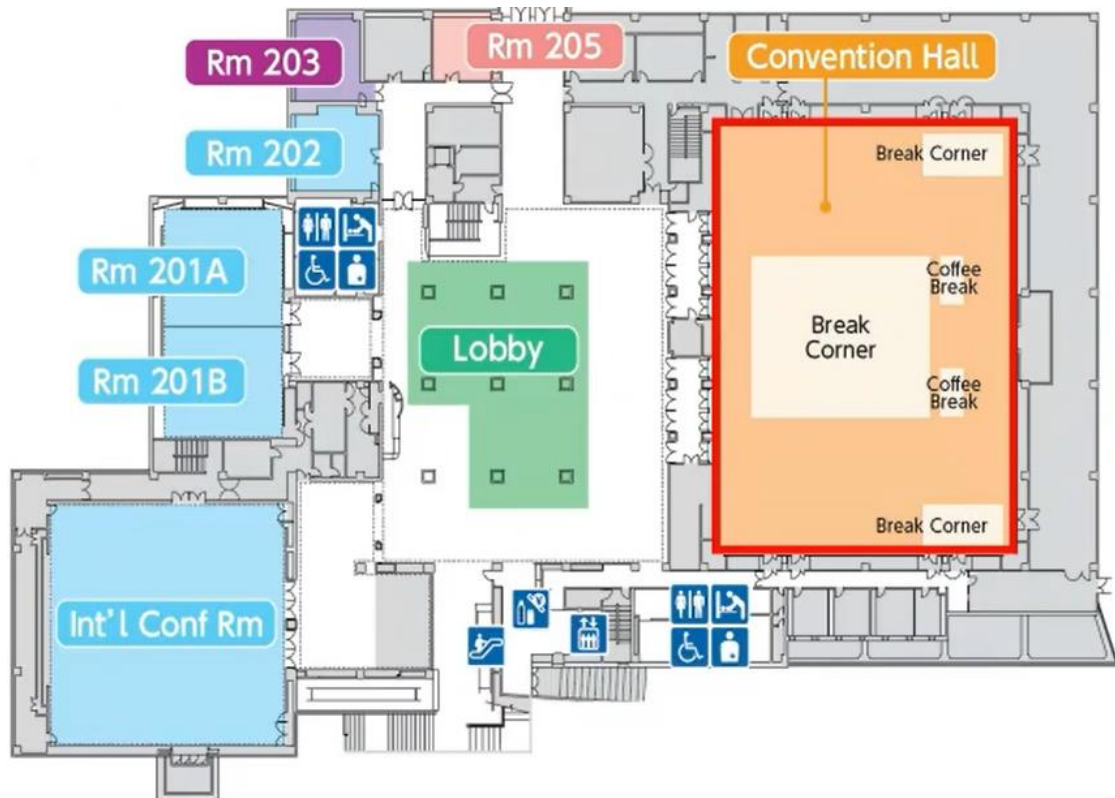 Rm 203
Rm 205
Convention Hall
Rm 202
Break Corner
Rm 201A
Coffee
Break
Lobby
Break
Corner
Rm 201B
Coffee
Break
Break Corner
Int'l Conf Rm